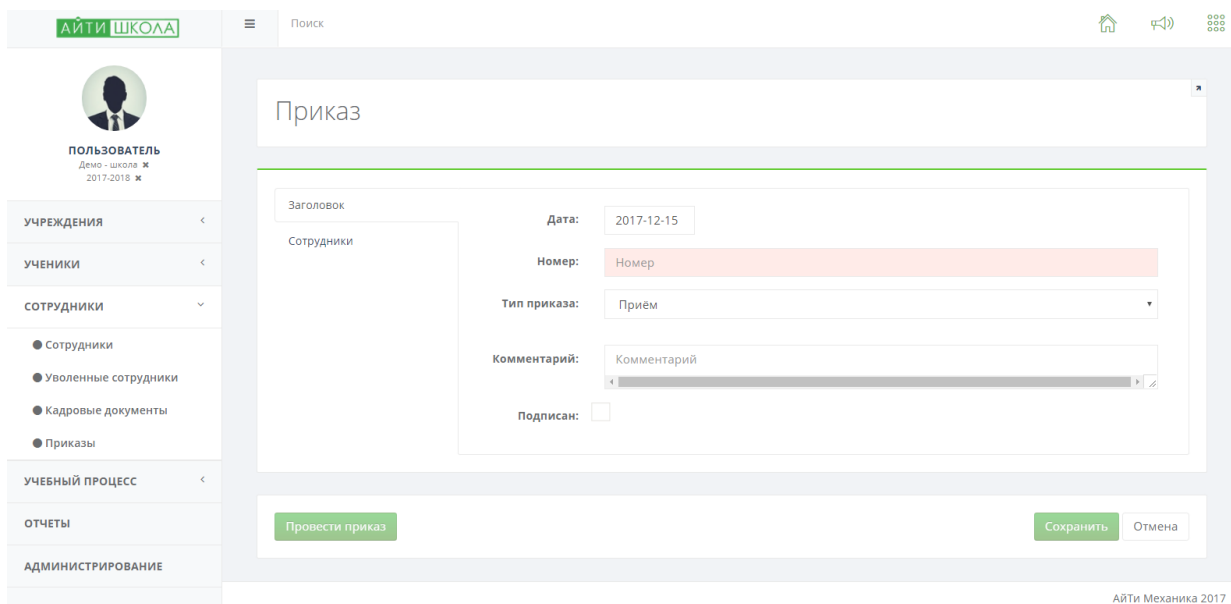 АЙТИ ШКОЛА
Поиск
ПОЛЬЗОВАТЕЛЬ
Демо - школа ✖
2017-2018 ✖
УЧРЕЖДЕНИЯ
УЧЕНИКИ
СОТРУДНИКИ
Сотрудники
Уволенные сотрудники
Кадровые документы
Приказы
УЧЕБНЫЙ ПРОЦЕСС
ОТЧЕТЫ
АДМИНИСТРИРОВАНИЕ
Приказ
Заголовок
Сотрудники
Дата: 2017-12-15
Номер: Номер
Тип приказа: Приём
Комментарий: Комментарий
Подписан:
Провести приказ Сохранить Отмена
АйТи Механика 2017